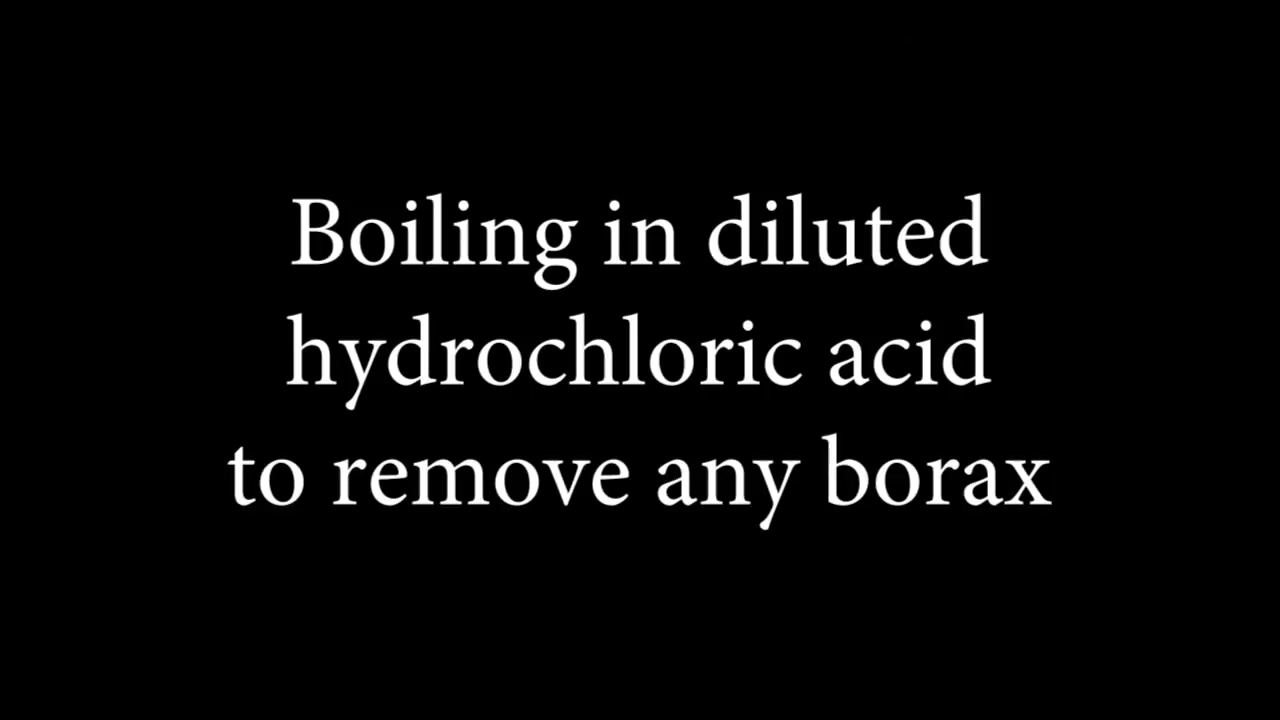 Boiling in diluted
hydrochloric acid
to remove any borax